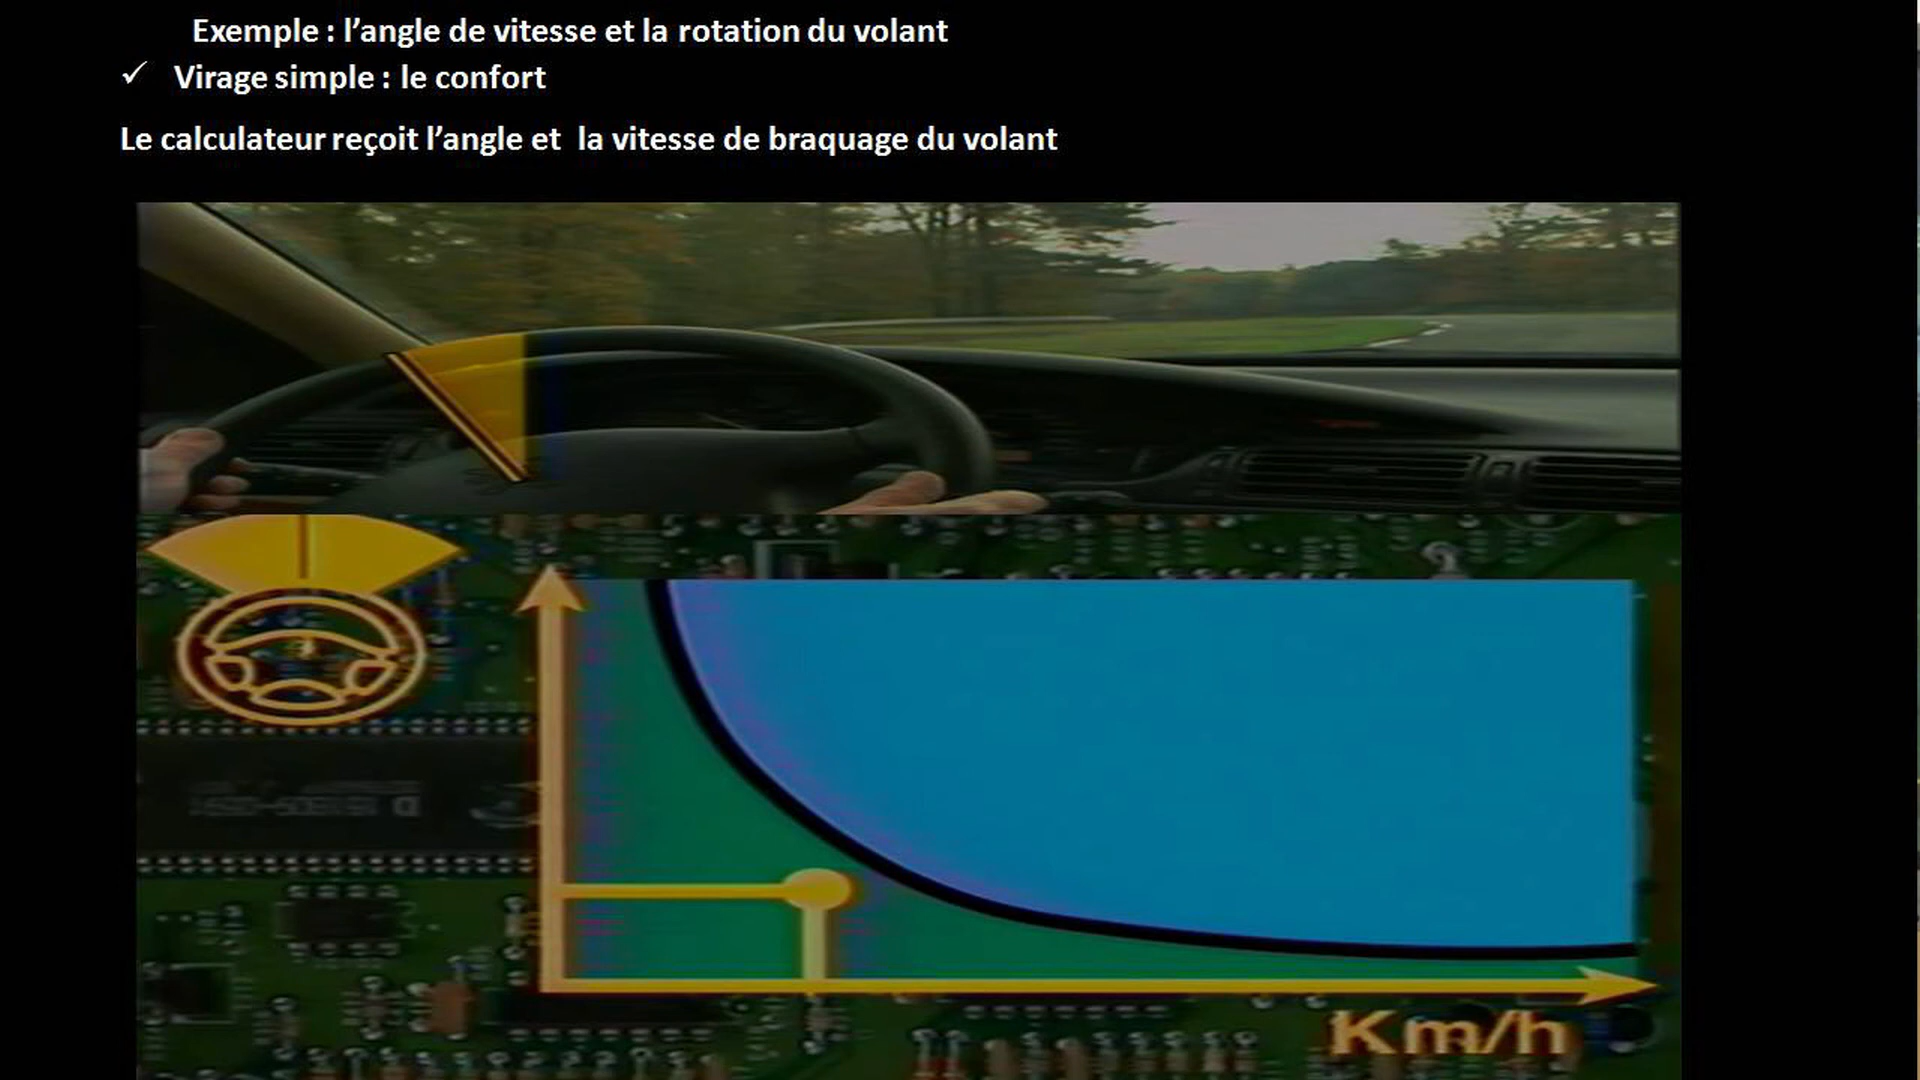 Exemple : l’angle de vitesse et la rotation du volant
✓ Virage simple : le confort
Le calculateur reçoit l’angle et la vitesse de braquage du volant
Km/h